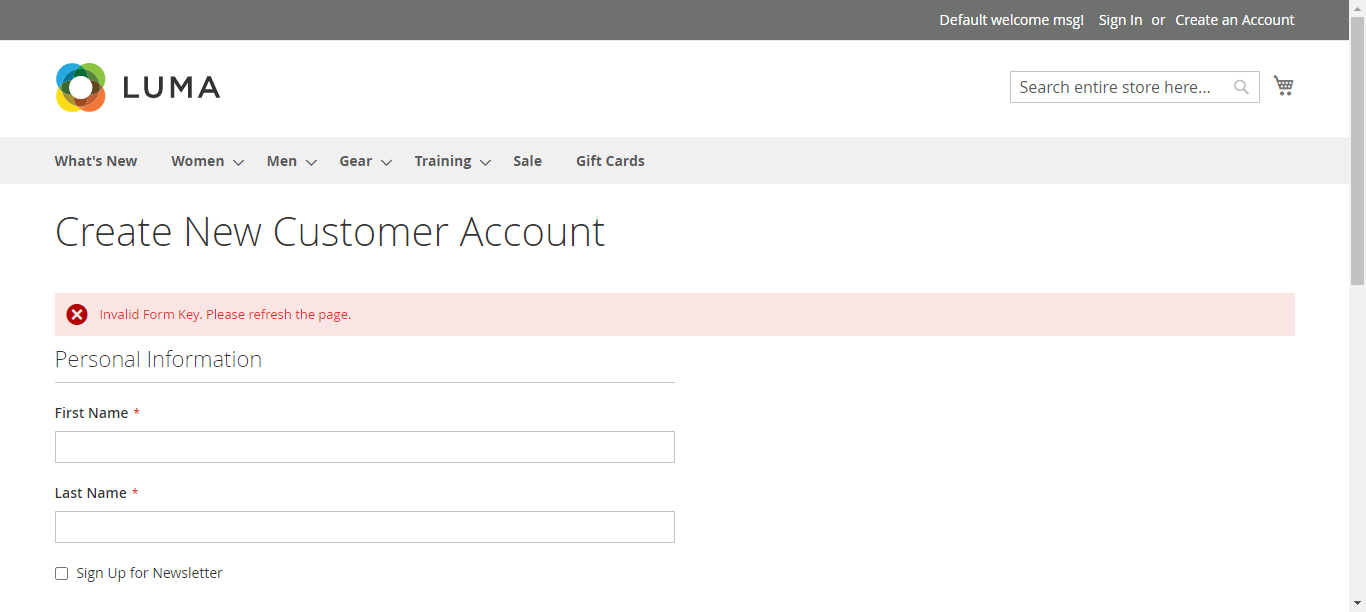 Default welcome msg! Sign In or Create an Account
LUMA
Search entire store here...
What's New Women Men Gear Training Sale Gift Cards
Create New Customer Account
Invalid Form Key. Please refresh the page.
Personal Information
First Name *
Last Name *
Sign Up for Newsletter